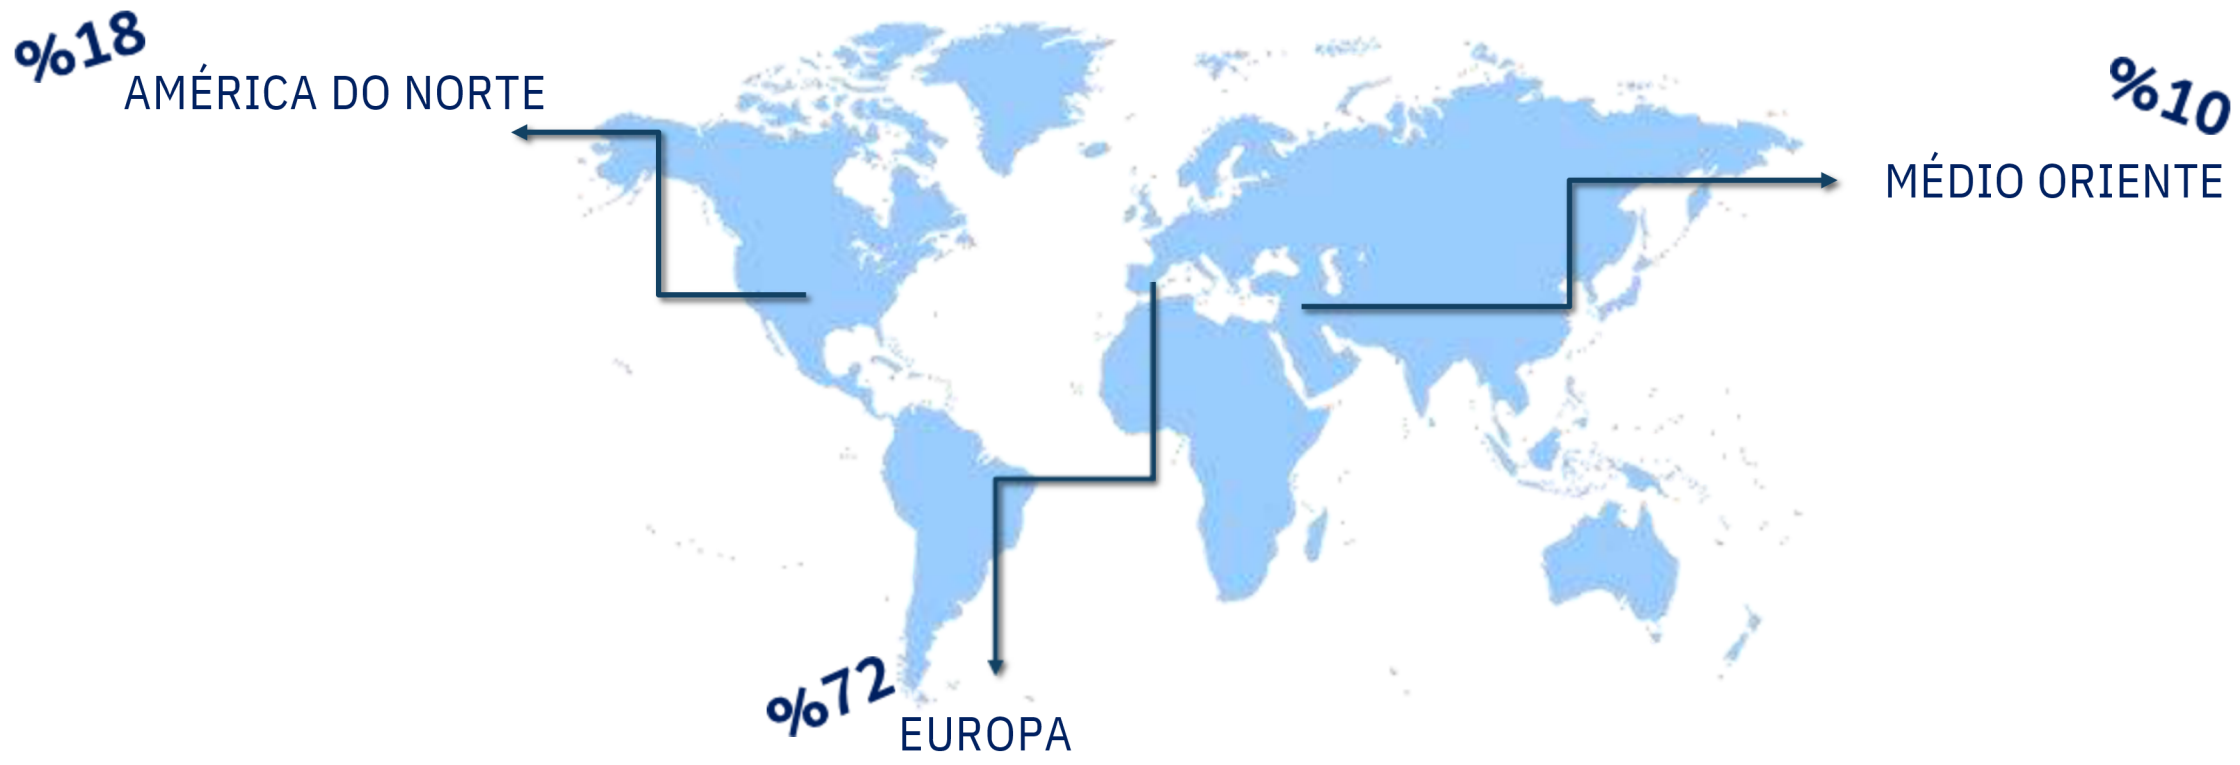 %18
AMÉRICA DO NORTE
%10
MÉDIO ORIENTE
%72
EUROPA